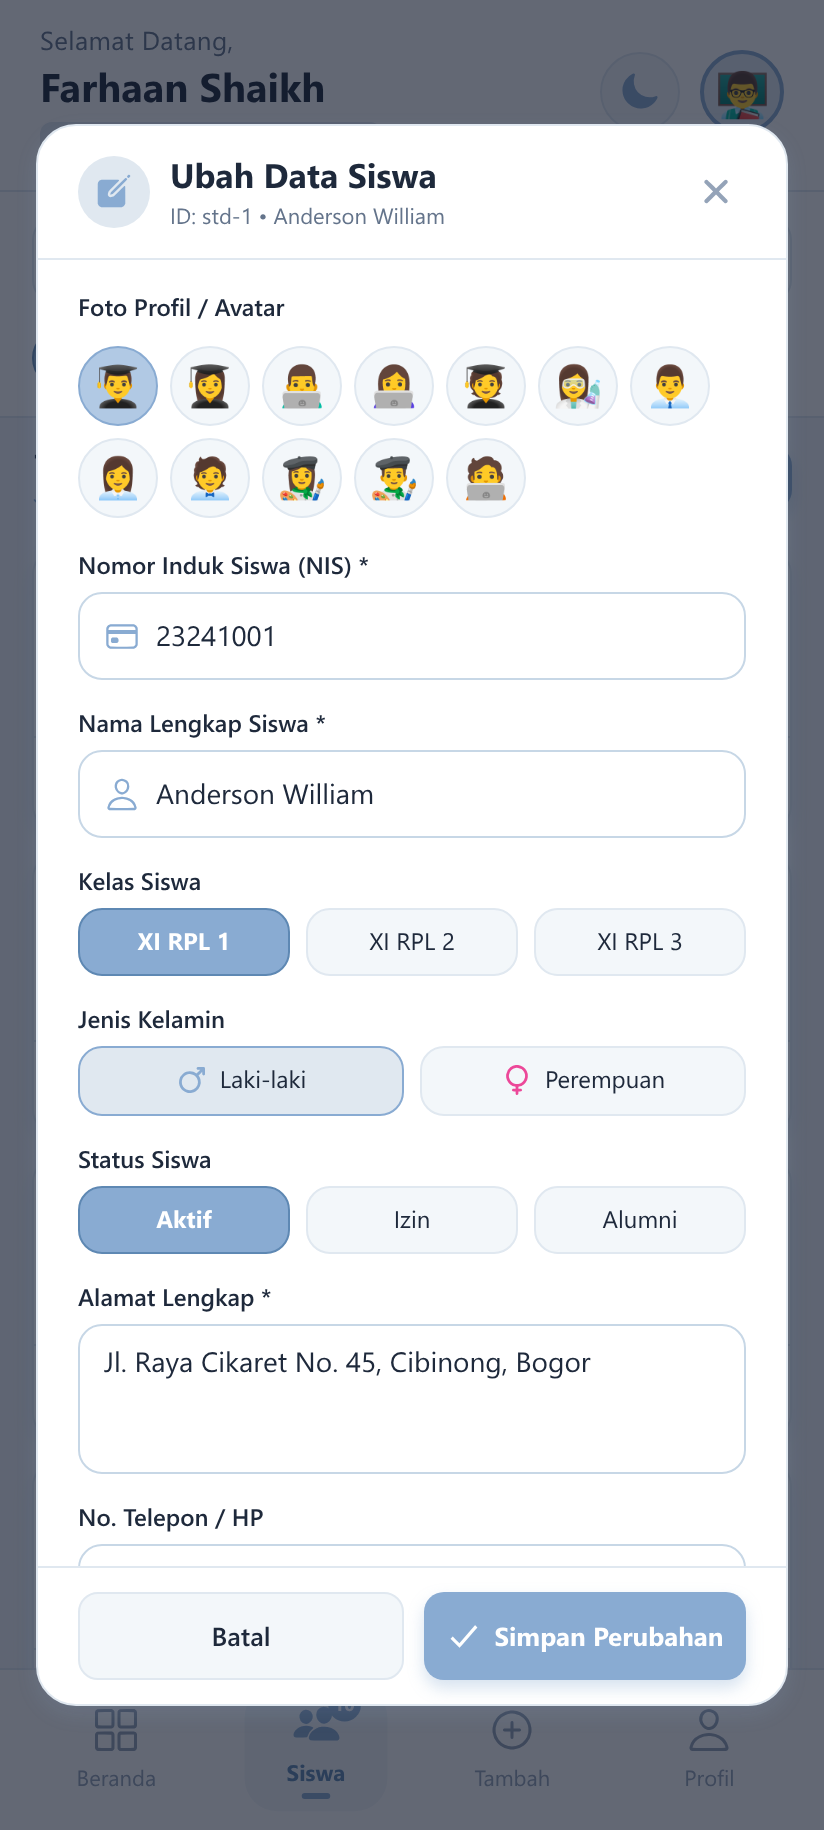 Selamat Datang,
Farhaan Shaikh
Ubah Data Siswa
ID: std-1 • Anderson William
Foto Profil / Avatar
Nomor Induk Siswa (NIS) *
23241001
Nama Lengkap Siswa *
Anderson William
Kelas Siswa
XI RPL 1
XI RPL 2
XI RPL 3
Jenis Kelamin
Laki-laki
Perempuan
Status Siswa
Aktif
Izin
Alumni
Alamat Lengkap *
Jl. Raya Cikaret No. 45, Cibinong, Bogor
No. Telepon / HP
Batal
Simpan Perubahan
Beranda
Siswa
Tambah
Profil